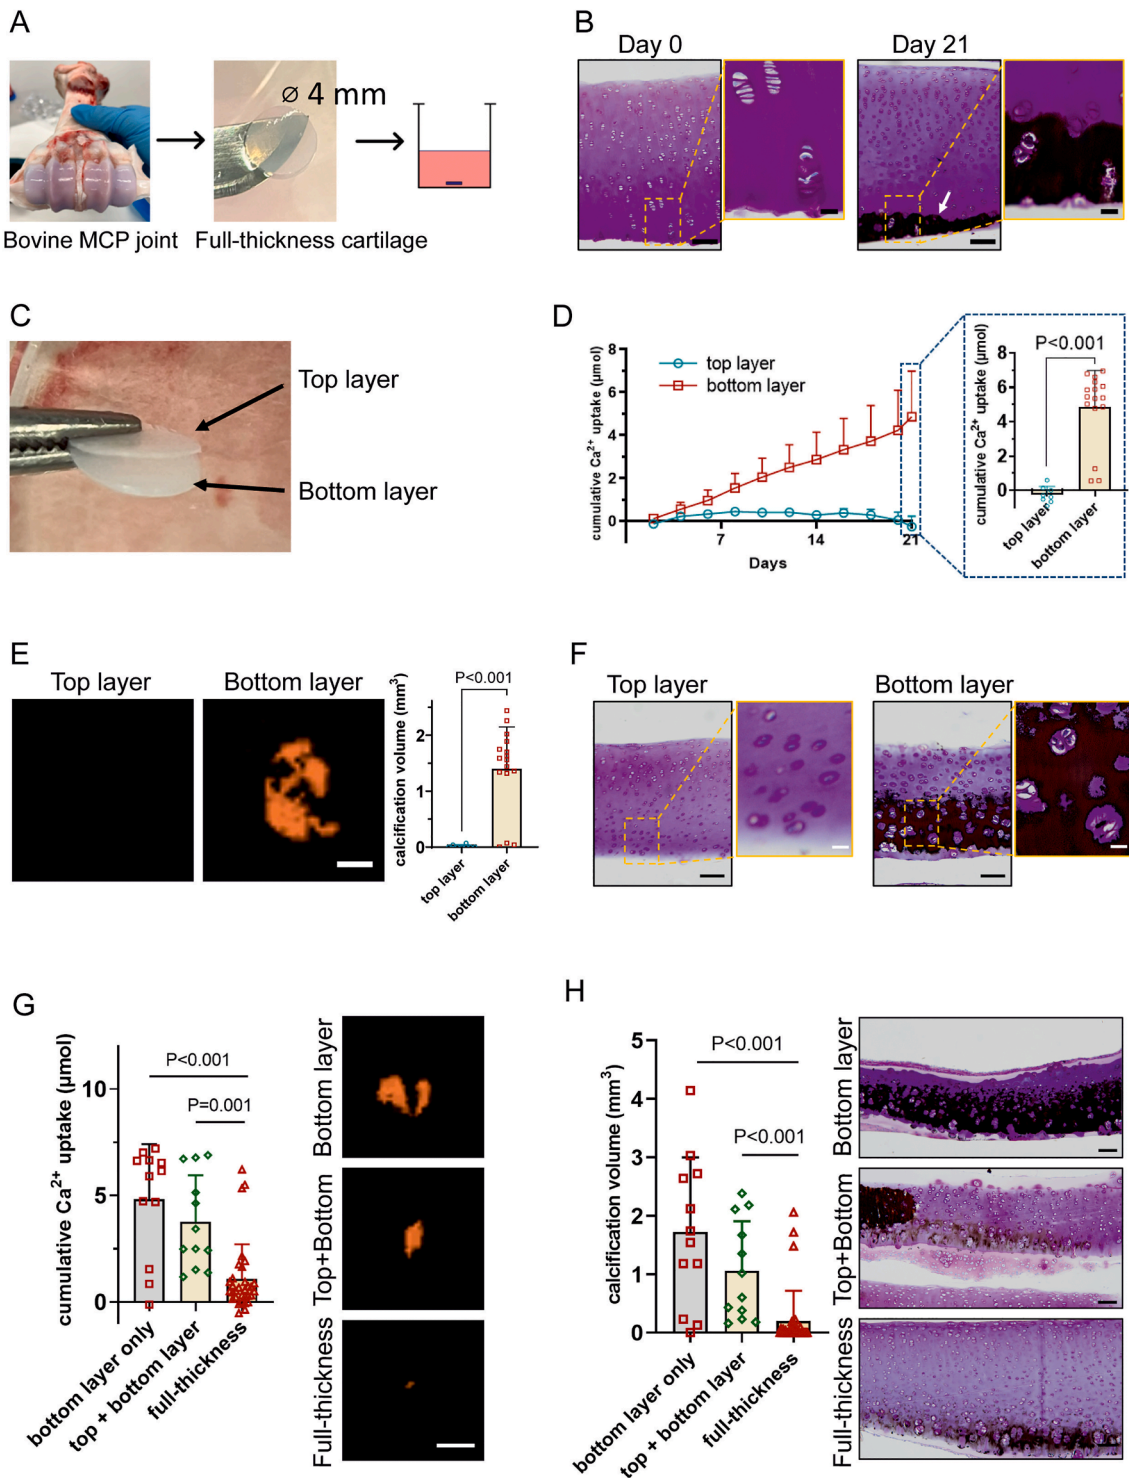 A
⌀ 4 mm
Bovine MCP joint
Full-thickness cartilage
B
Day 0
Day 21
C
Top layer
Bottom layer
D
cumulative Ca²⁺ uptake (μmol)
8
6
4
2
0
top layer
bottom layer
7
14
21
Days
cumulative Ca²⁺ uptake (μmol)
P<0.001
8
6
4
2
0
2
top layer
bottom layer
E
Top layer
Bottom layer
calcification volume (mm³)
P<0.001
2
1
0
top layer
bottom layer
F
Top layer
Bottom layer
G
cumulative Ca²⁺ uptake (μmol)
P<0.001
P=0.001
10
5
0
bottom layer only
top + bottom layer
full-thickness
Bottom layer
Top+Bottom
Full-thickness
H
calcification volume (mm³)
5
4
3
2
1
0
P<0.001
P<0.001
bottom layer only
top + bottom layer
full-thickness
Bottom layer
Top+Bottom
Full-thickness